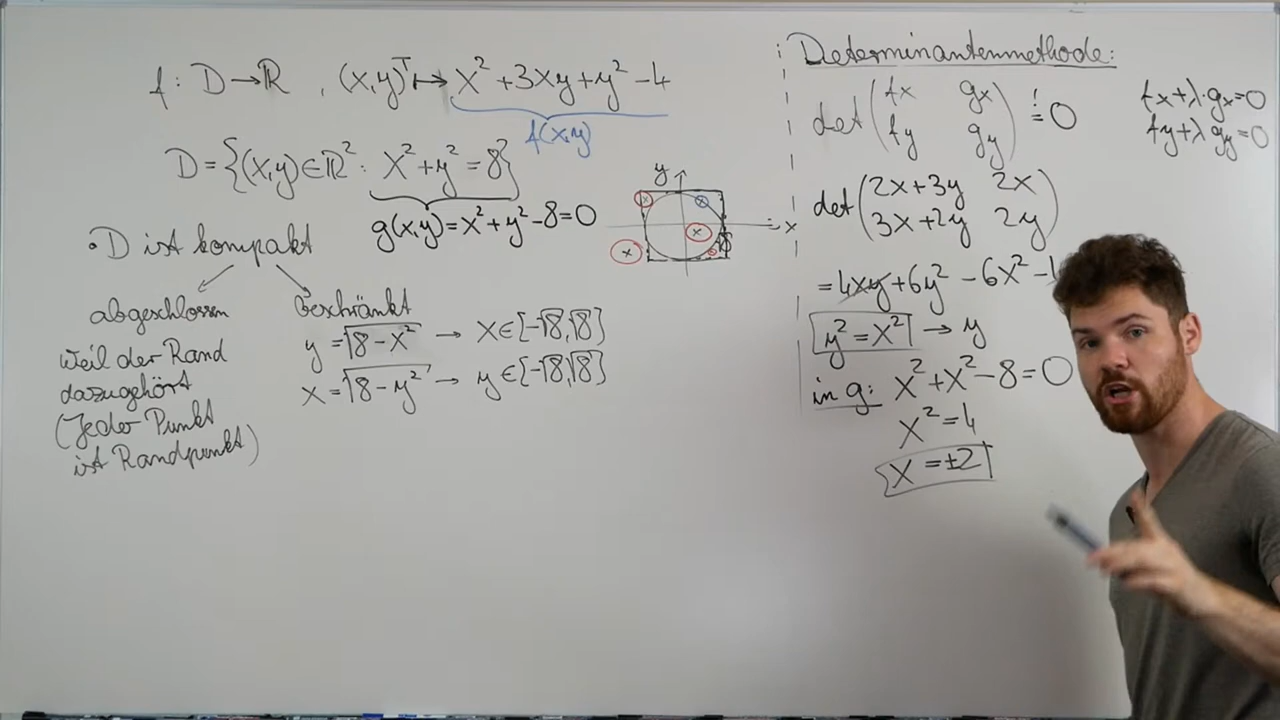 f: D → ℝ , (x,y)ᵀ ↦ x² + 3xy + y² - 4
f(x,y)
D = {(x,y) ∈ ℝ² : x² + y² = 8}
g(x,y) = x² + y² - 8 = 0
• D ist kompakt
abgeschlossen
weil der Rand
dazugehört
(Jeder Punkt
ist Randpunkt)
beschränkt
y = √8 - x² → x ∈ [-√8, √8]
x = √8 - y² → y ∈ [-√8, √8]
y
x
Determinantenmethode:
det (fx gx
fy gy) != 0
fx + λ · gx = 0
fy + λ gy = 0
det (2x + 3y 2x
3x + 2y 2y)
= 4xy + 6y² - 6x² -
y² = x² → y
in g: x² + x² - 8 = 0
x² = 4
x = ±2